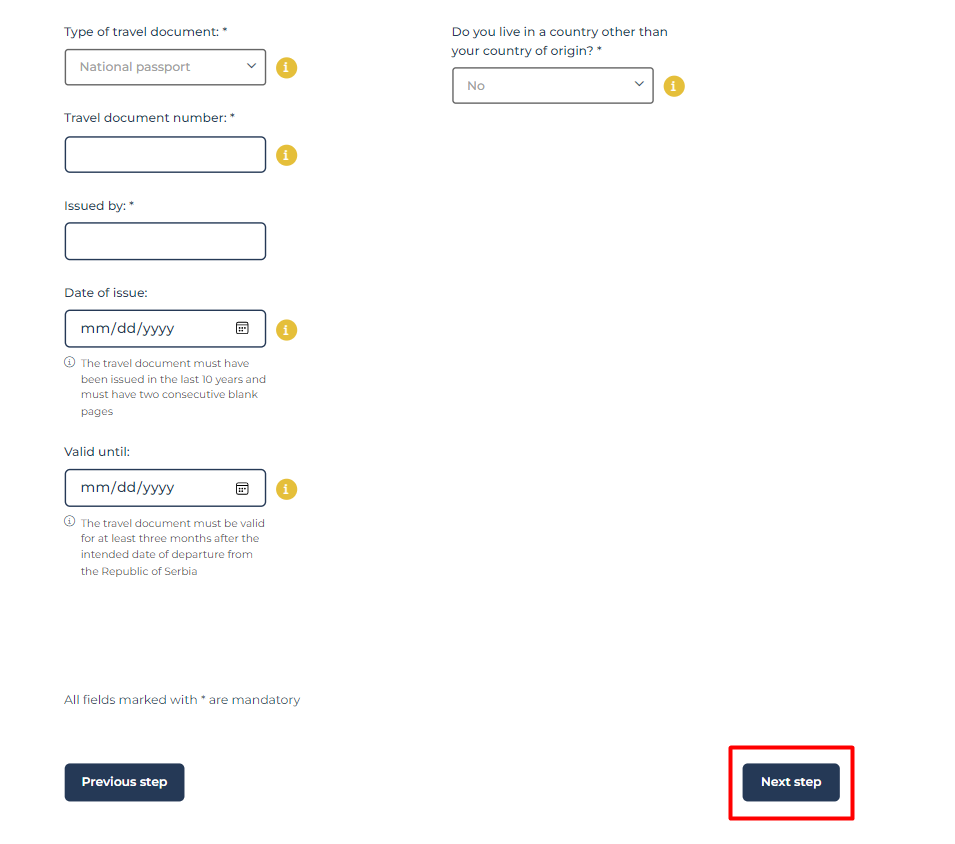 Type of travel document: *
National passport
Travel document number: *
Issued by: *
Date of issue:
mm/dd/yyyy
The travel document must have
been issued in the last 10 years and
must have two consecutive blank
pages
Valid until:
mm/dd/yyyy
The travel document must be valid
for at least three months after the
intended date of departure from
the Republic of Serbia
Do you live in a country other than
your country of origin? *
No
All fields marked with * are mandatory
Previous step
Next step